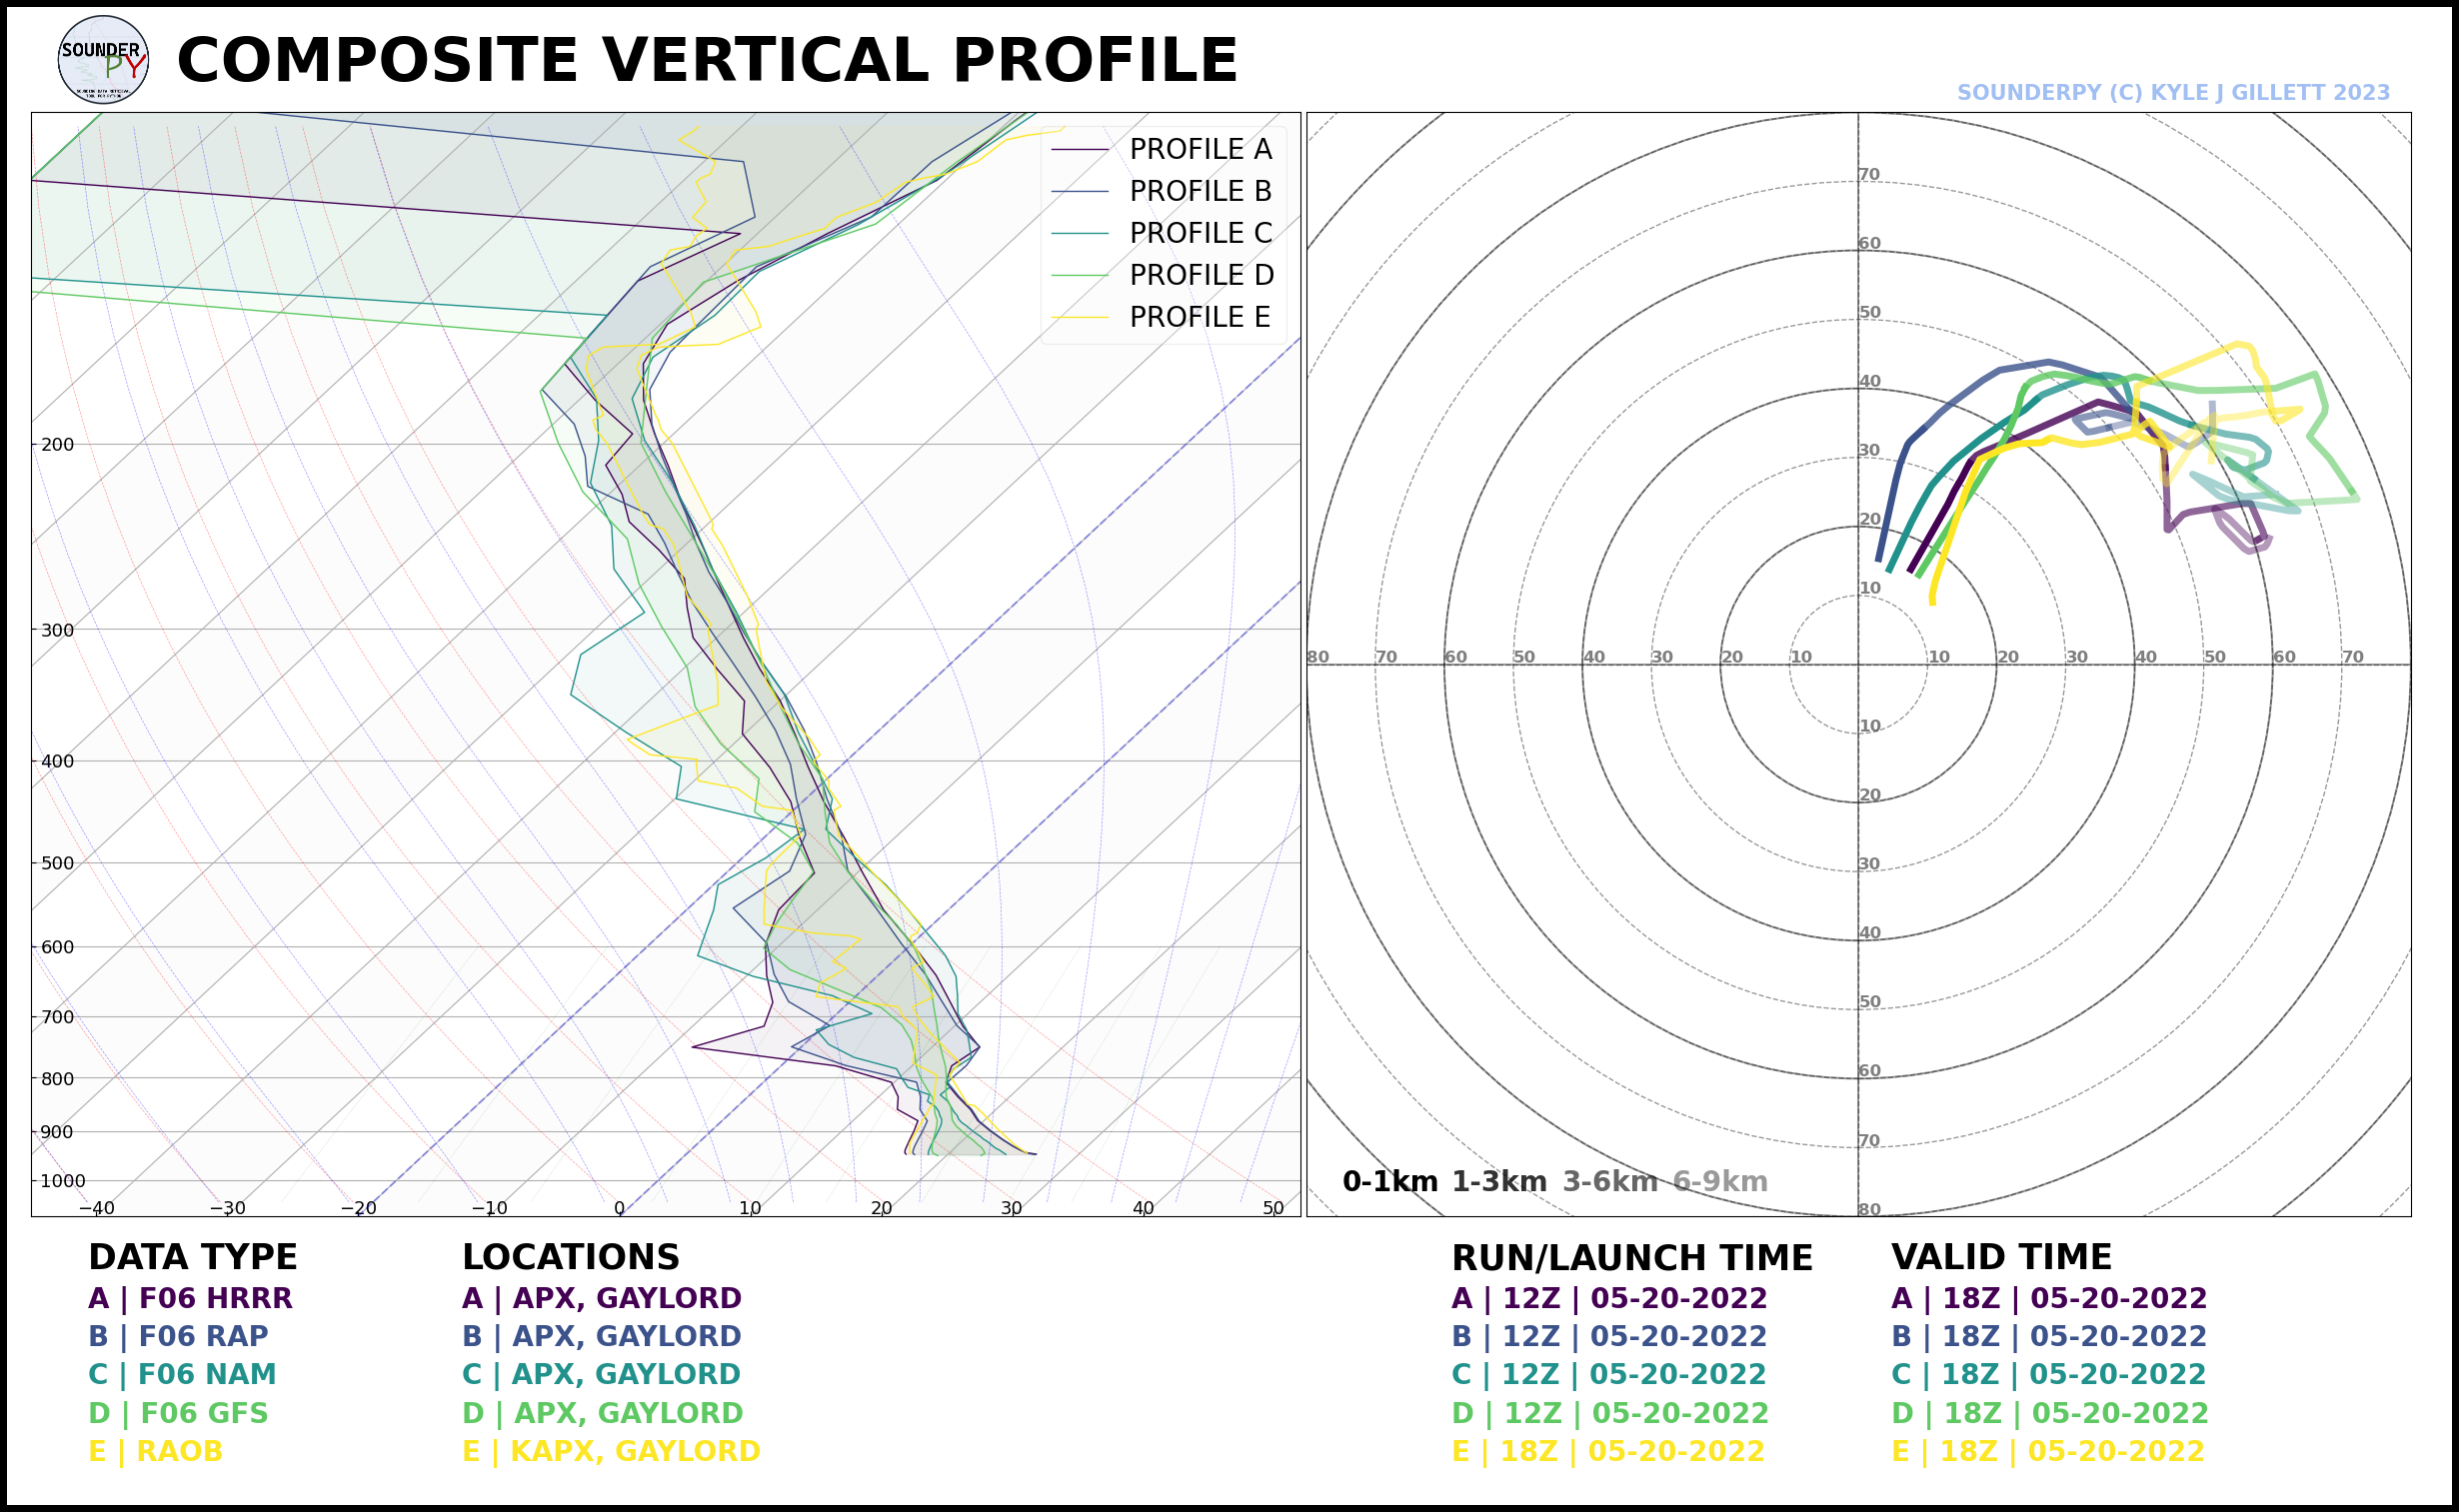 SOUNDER
PY
SOUNDING DATA RETRIEVAL
TOOL FOR PYTHON
COMPOSITE VERTICAL PROFILE
SOUNDERPY (C) KYLE J GILLETT 2023
PROFILE A
PROFILE B
PROFILE C
PROFILE D
PROFILE E
200
300
400
500
600
700
800
900
1000
−40 −30 −20 −10 0 10 20 30 40 50
70
60
50
40
30
20
10
80 70 60 50 40 30 20 10 10 20 30 40 50 60 70
10
20
30
40
50
60
70
80
0-1km 1-3km 3-6km 6-9km
DATA TYPE
A | F06 HRRR
B | F06 RAP
C | F06 NAM
D | F06 GFS
E | RAOB
LOCATIONS
A | APX, GAYLORD
B | APX, GAYLORD
C | APX, GAYLORD
D | APX, GAYLORD
E | KAPX, GAYLORD
RUN/LAUNCH TIME
A | 12Z | 05-20-2022
B | 12Z | 05-20-2022
C | 12Z | 05-20-2022
D | 12Z | 05-20-2022
E | 18Z | 05-20-2022
VALID TIME
A | 18Z | 05-20-2022
B | 18Z | 05-20-2022
C | 18Z | 05-20-2022
D | 18Z | 05-20-2022
E | 18Z | 05-20-2022